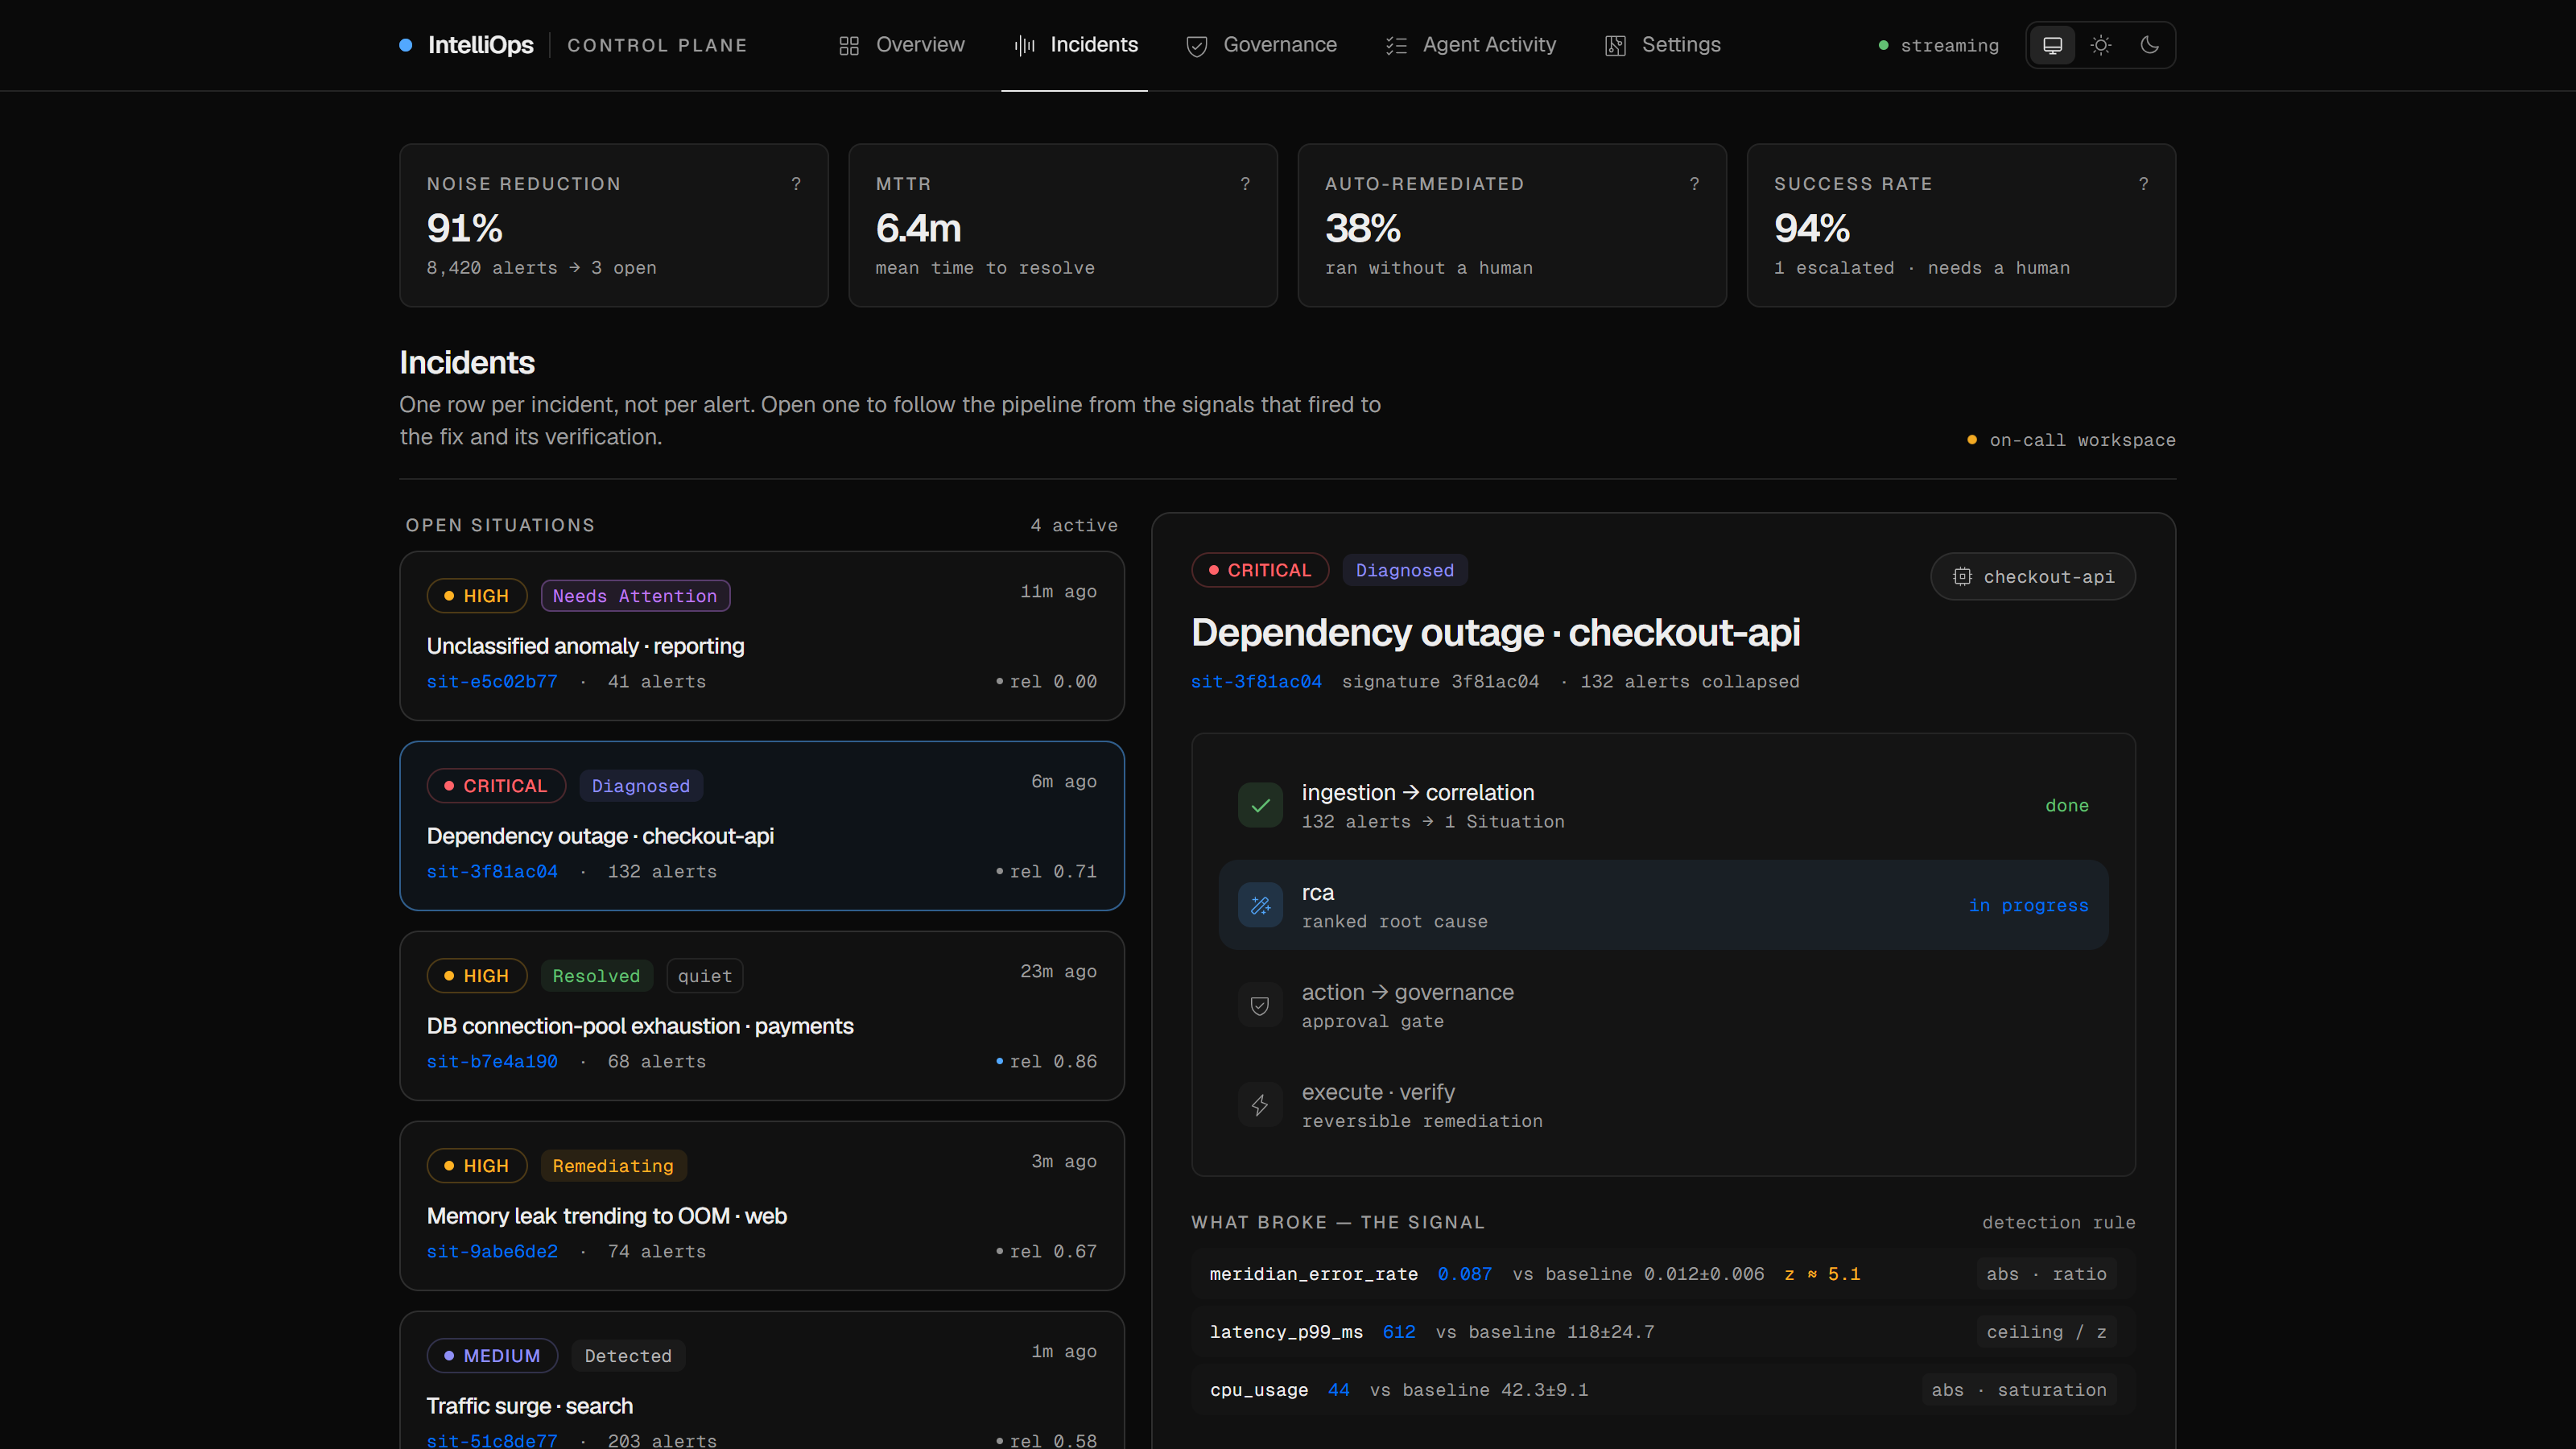 IntelliOps CONTROL PLANE Overview Incidents Governance Agent Activity Settings streaming
NOISE REDUCTION ?
91%
8,420 alerts → 3 open
MTTR ?
6.4m
mean time to resolve
AUTO-REMEDIATED ?
38%
ran without a human
SUCCESS RATE ?
94%
1 escalated · needs a human
Incidents
One row per incident, not per alert. Open one to follow the pipeline from the signals that fired to
the fix and its verification.
on-call workspace
OPEN SITUATIONS 4 active
HIGH Needs Attention 11m ago
Unclassified anomaly · reporting
sit-e5c02b77 · 41 alerts rel 0.00
CRITICAL Diagnosed 6m ago
Dependency outage · checkout-api
sit-3f81ac04 · 132 alerts rel 0.71
HIGH Resolved quiet 23m ago
DB connection-pool exhaustion · payments
sit-b7e4a190 · 68 alerts rel 0.86
HIGH Remediating 3m ago
Memory leak trending to OOM · web
sit-9abe6de2 · 74 alerts rel 0.67
MEDIUM Detected 1m ago
Traffic surge · search
sit-51c8de77 · 203 alerts rel 0.58
CRITICAL Diagnosed checkout-api
Dependency outage · checkout-api
sit-3f81ac04 signature 3f81ac04 · 132 alerts collapsed
ingestion → correlation
132 alerts → 1 Situation
done
rca
ranked root cause
in progress
action → governance
approval gate
execute · verify
reversible remediation
WHAT BROKE — THE SIGNAL detection rule
meridian_error_rate 0.087 vs baseline 0.012±0.006 z ≈ 5.1 abs · ratio
latency_p99_ms 612 vs baseline 118±24.7 ceiling / z
cpu_usage 44 vs baseline 42.3±9.1 abs · saturation